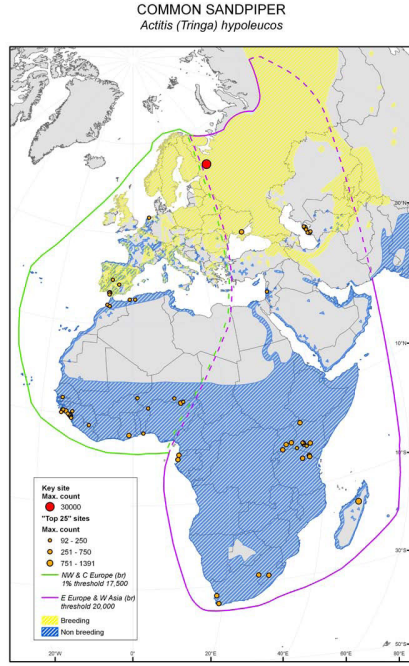 COMMON SANDPIPER
Actitis (Tringa) hypoleucos
20°N
10°N
10°S
30°S
50°S
Key site
Max. count
30000
"Top 25" sites
Max. count
92 - 250
251 - 750
751 - 1391
NW & C Europe (br)
1% threshold 17,500
E Europe & W Asia (br)
threshold 20,000
Breeding
Non breeding
20°W
0°
20°E
40°E
60°E
80°E